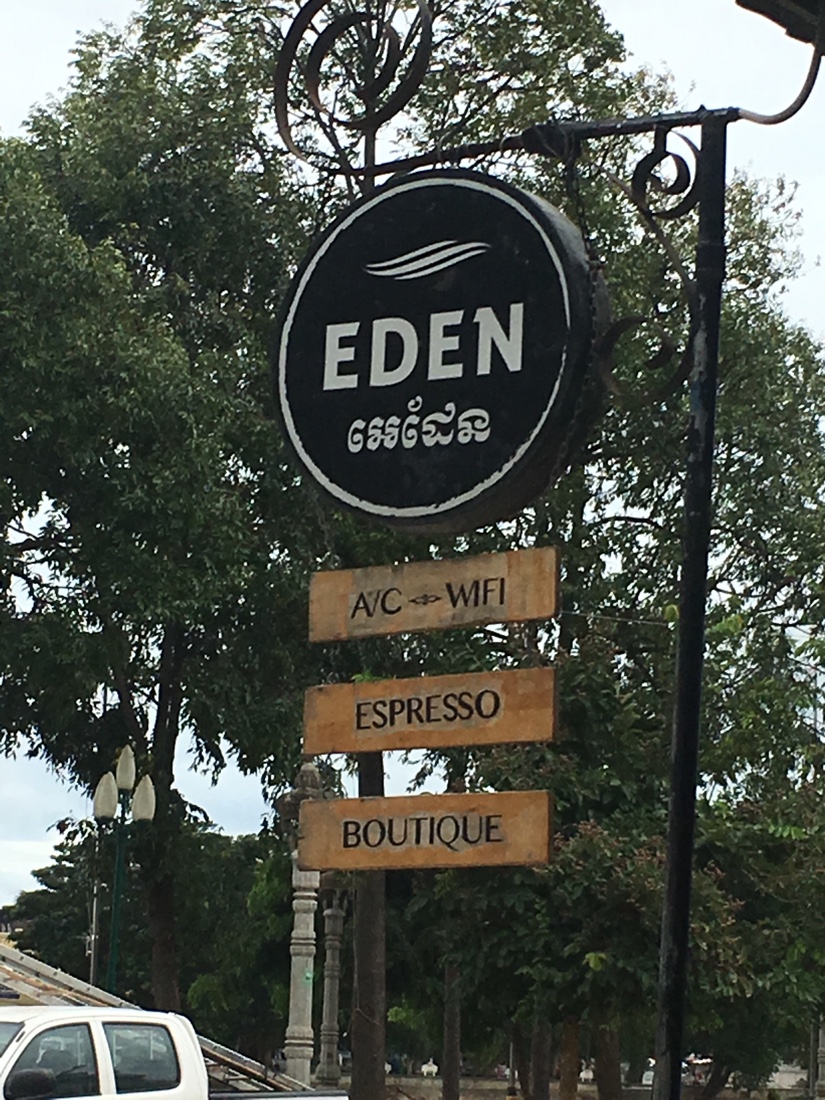 EDEN
អេដែន
A/C WIFI
ESPRESSO
BOUTIQUE